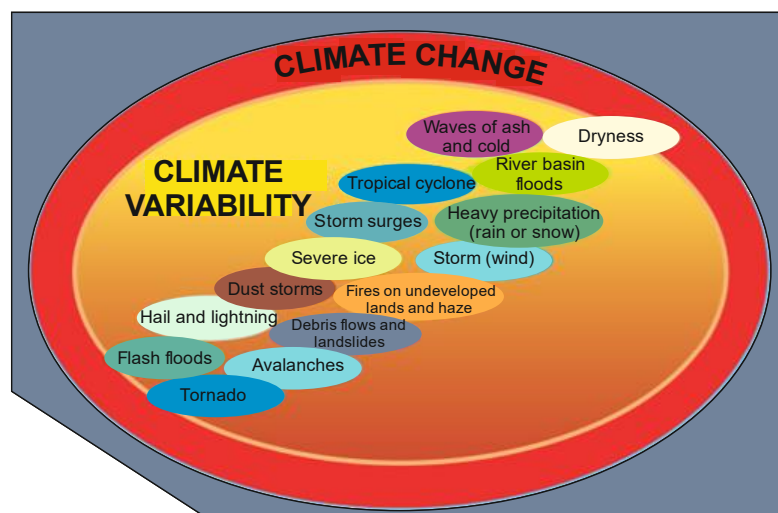 CLIMATE CHANGE
Waves of ash
and cold
Dryness
CLIMATE
VARIABILITY
Tropical cyclone
River basin
floods
Storm surges
Heavy precipitation
(rain or snow)
Severe ice
Storm (wind)
Dust storms
Fires on undeveloped
lands and haze
Hail and lightning
Debris flows and
landslides
Flash floods
Avalanches
Tornado